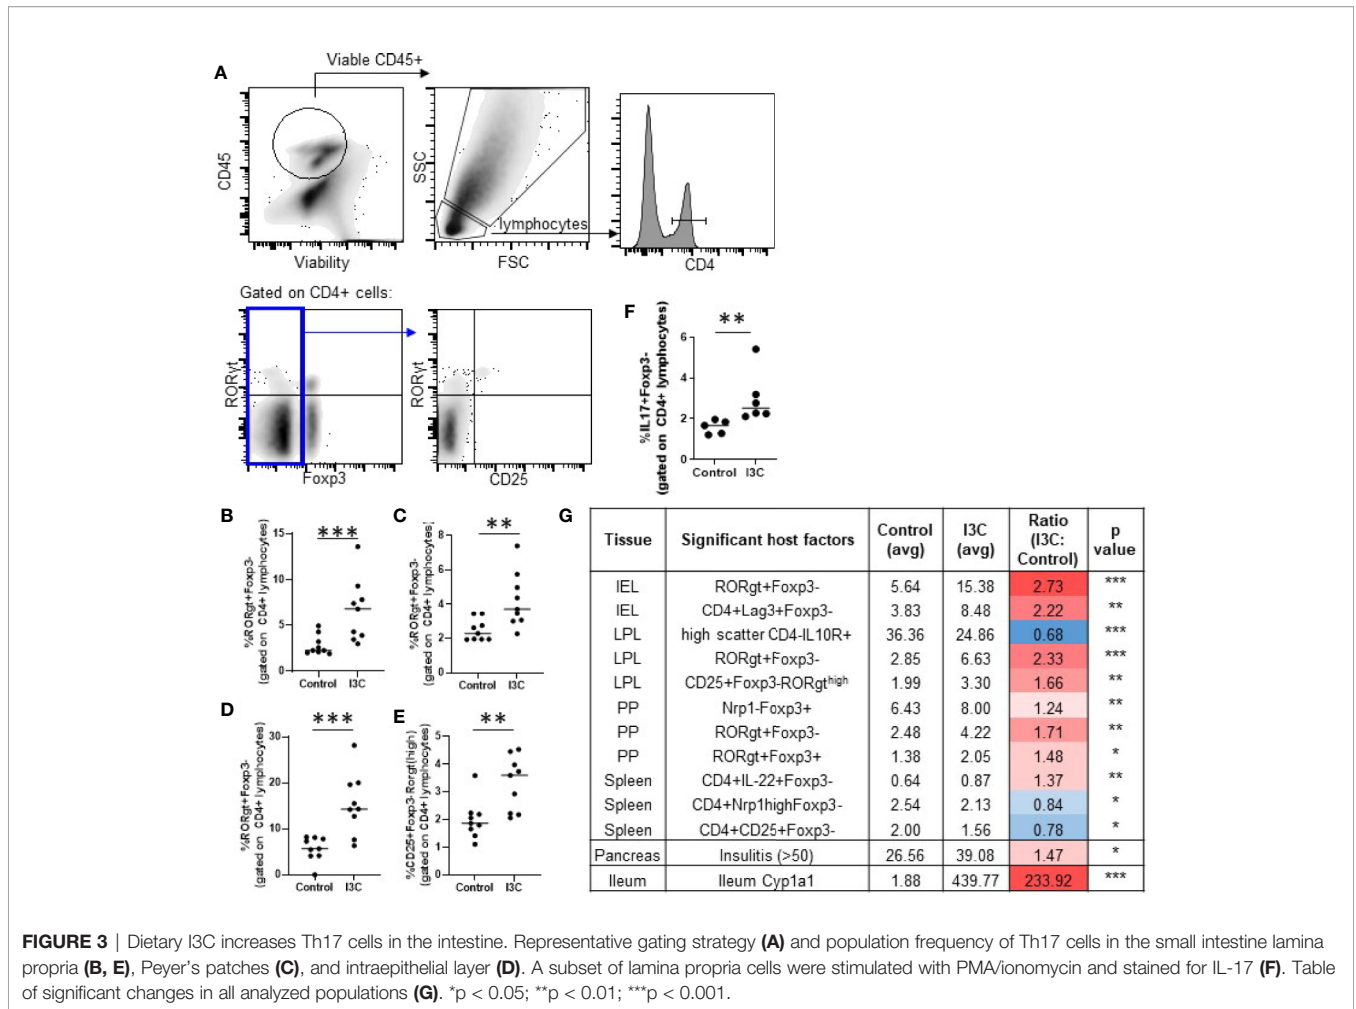 A
Viable CD45+
CD45
Viability
SSC
FSC
lymphocytes
CD4
Gated on CD4+ cells:
RORγt
Foxp3
RORγt
CD25
F
**
%IL17+Foxp3-
(gated on CD4+ lymphocytes)
6
4
2
0
Control I3C
B
***
%RORgt+Foxp3-
(gated on CD4+ lymphocytes)
15
10
5
0
Control I3C
C
**
%RORgt+Foxp3-
(gated on CD4+ lymphocytes)
8
6
4
2
0
Control I3C
D
***
%RORgt+Foxp3-
(gated on CD4+ lymphocytes)
30
20
10
0
Control I3C
E
**
%CD25+Foxp3-Rorgt(high)
(gated on CD4+ lymphocytes)
5
4
3
2
1
0
Control I3C
G
Tissue Significant host factors Control (avg) I3C (avg) Ratio (I3C: Control) p value
IEL RORgt+Foxp3- 5.64 15.38 2.73 ***
IEL CD4+Lag3+Foxp3- 3.83 8.48 2.22 **
LPL high scatter CD4-IL10R+ 36.36 24.86 0.68 ***
LPL RORgt+Foxp3- 2.85 6.63 2.33 ***
LPL CD25+Foxp3-RORgthigh 1.99 3.30 1.66 **
PP Nrp1-Foxp3+ 6.43 8.00 1.24 **
PP RORgt+Foxp3- 2.48 4.22 1.71 **
PP RORgt+Foxp3+ 1.38 2.05 1.48 *
Spleen CD4+IL-22+Foxp3- 0.64 0.87 1.37 **
Spleen CD4+Nrp1highFoxp3- 2.54 2.13 0.84 *
Spleen CD4+CD25+Foxp3- 2.00 1.56 0.78 *
Pancreas Insulitis (>50) 26.56 39.08 1.47 *
Ileum Ileum Cyp1a1 1.88 439.77 233.92 ***
FIGURE 3 | Dietary I3C increases Th17 cells in the intestine. Representative gating strategy (A) and population frequency of Th17 cells in the small intestine lamina
propria (B, E), Peyer's patches (C), and intraepithelial layer (D). A subset of lamina propria cells were stimulated with PMA/ionomycin and stained for IL-17 (F). Table
of significant changes in all analyzed populations (G). *p < 0.05; **p < 0.01; ***p < 0.001.